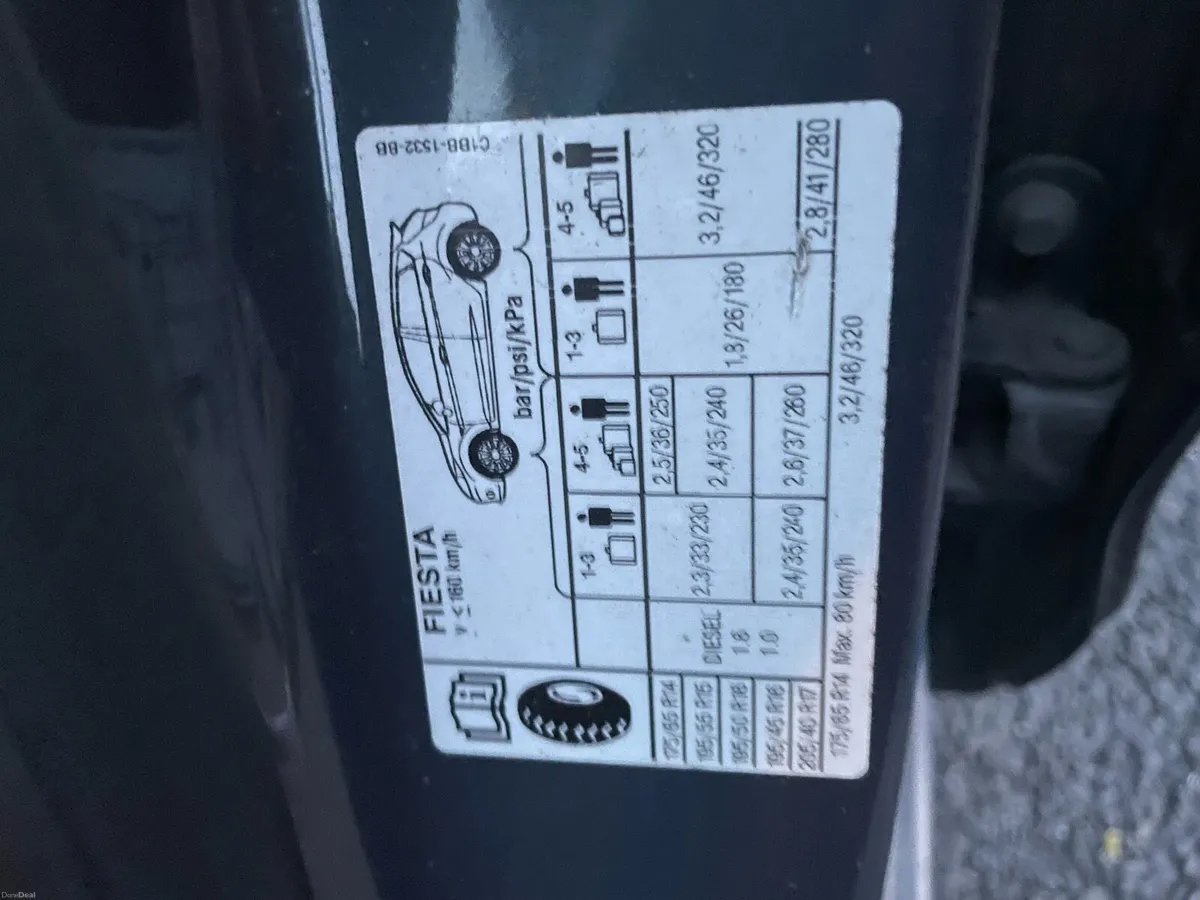 C1BB-1532-BB
FIESTA
v ≤ 160 km/h
bar/psi/kPa
1-3 4-5 1-3 4-5
175/65 R14 2,5/36/250
195/55 R15 DIESEL 2,3/33/230 2,4/35/240 3,2/46/320
195/50 R16 1.6 1,8/26/180
195/45 R16 1.0
205/40 R17 2,4/35/240 2,6/37/260 2,8/41/280
175/65 R14 Max. 80 km/h 3,2/46/320
DoneDeal